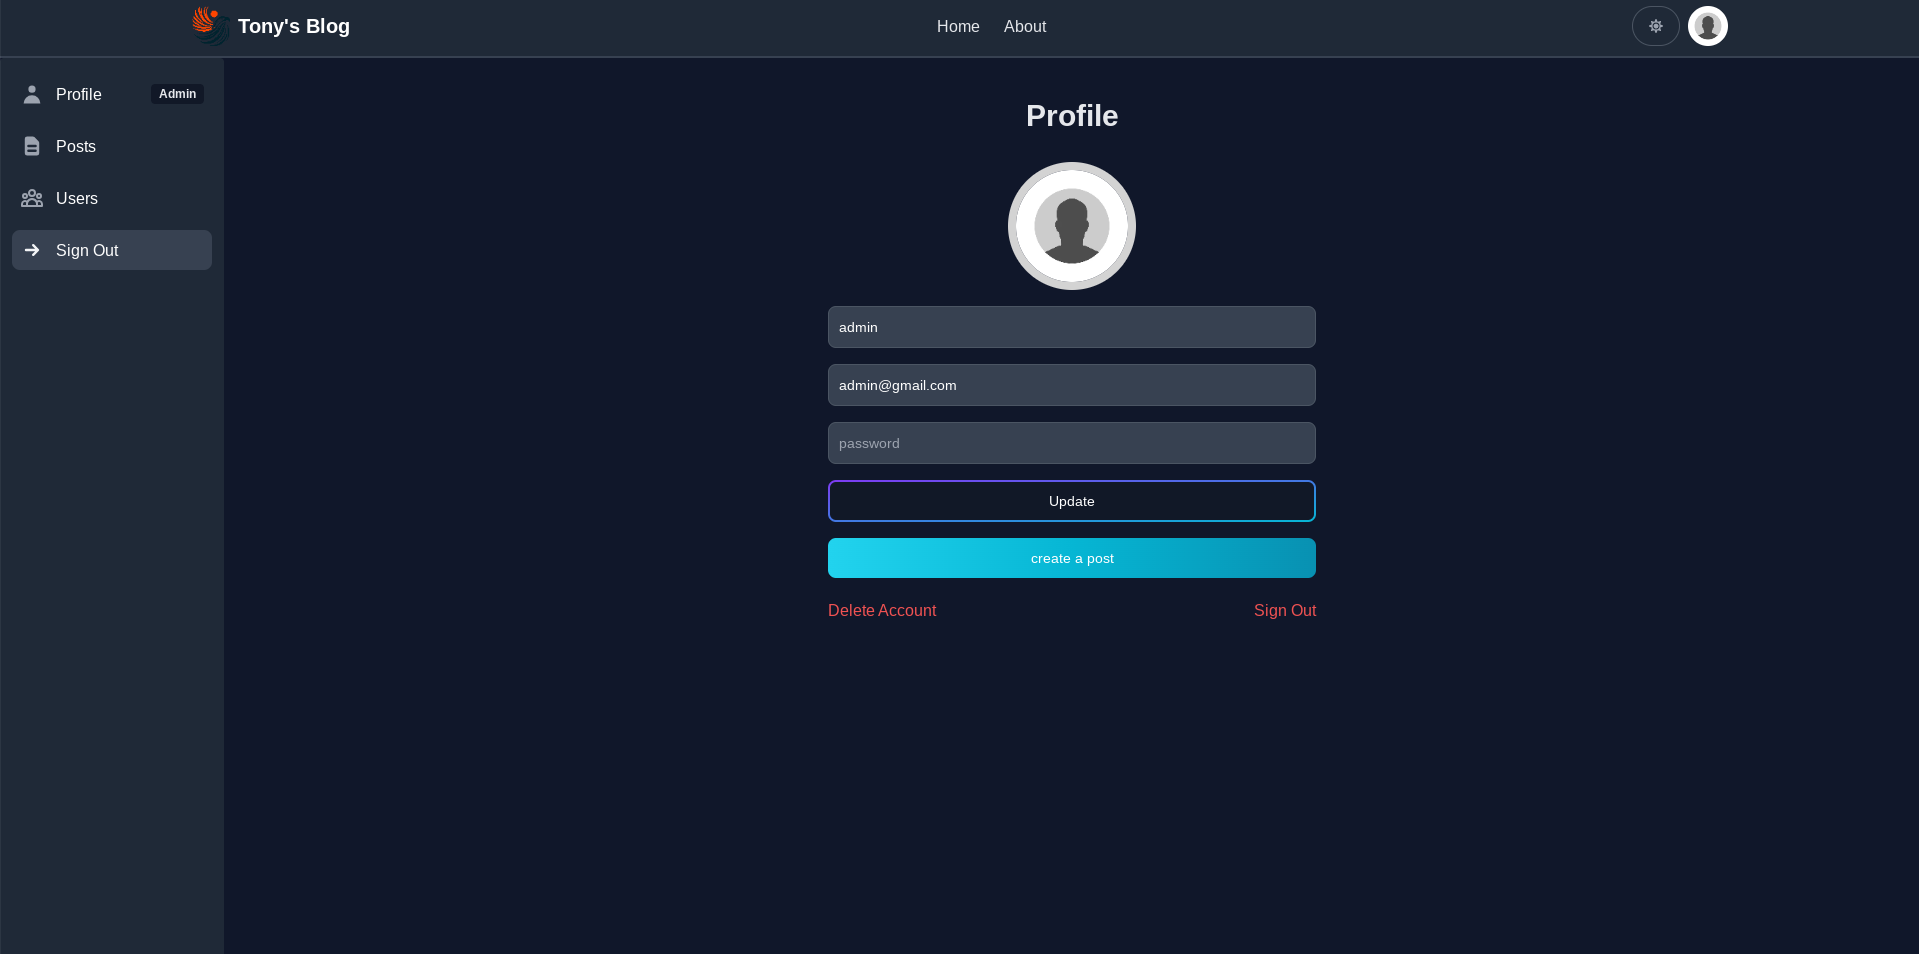 Tony's Blog
Home
About
Profile
Admin
Posts
Users
Sign Out
Profile
admin
admin@gmail.com
password
Update
create a post
Delete Account
Sign Out